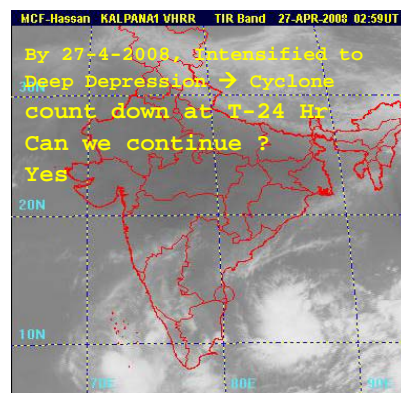 MCF-Hassan KALPANA1 VHRR TIR Band 27-APR-2008 02:59UT
By 27-4-2008, Intensified to
Deep Depression → Cyclone
30N
count down at T-24 Hr
Can we continue ?
Yes
20N
10N
70E 80E 90E